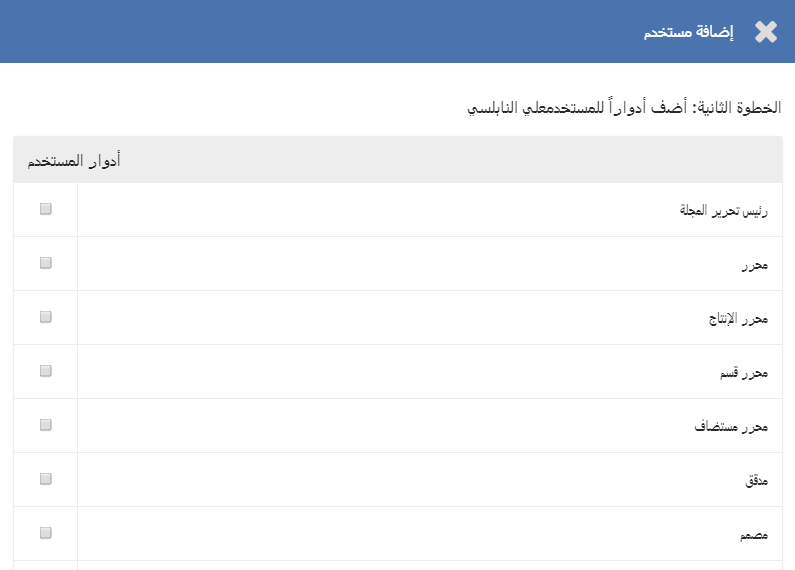 إضافة مستخدم
الخطوة الثانية: أضف أدواراً للمستخدمعلي النابلسي
أدوار المستخدم
رئيس تحرير المجلة
محرر
محرر الإنتاج
محرر قسم
محرر مستضاف
مدقق
مصمم